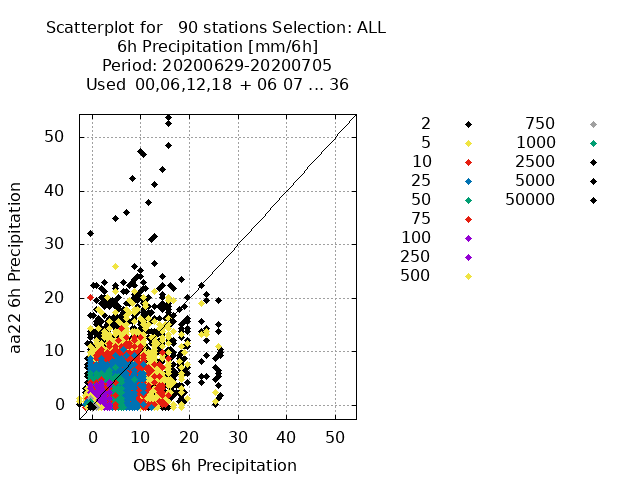 Scatterplot for   90 stations Selection: ALL
6h Precipitation [mm/6h]
Period: 20200629-20200705
Used  00,06,12,18 + 06 07 ... 36
aa22 6h Precipitation
50
40
30
20
10
0
0 10 20 30 40 50
OBS 6h Precipitation
2 750
5 1000
10 2500
25 5000
50 50000
75
100
250
500